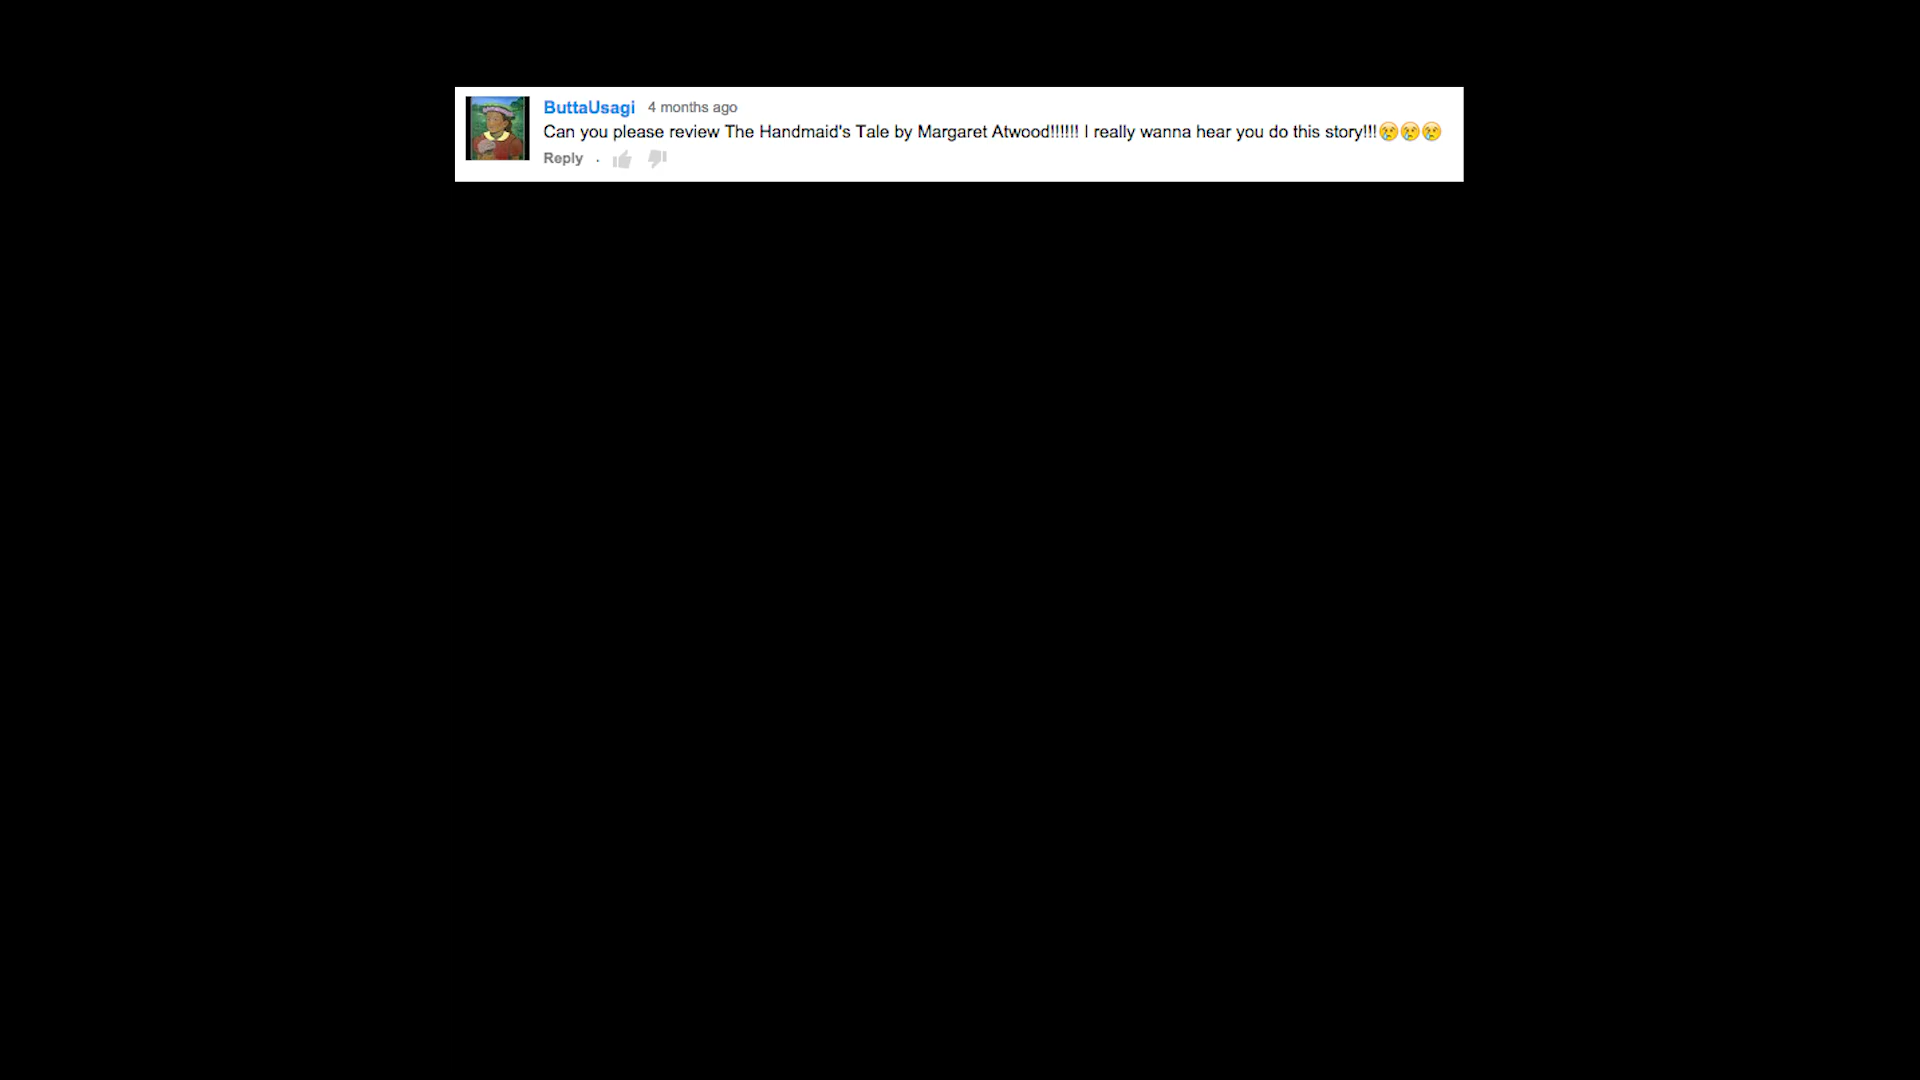 ButtaUsagi 4 months ago
Can you please review The Handmaid's Tale by Margaret Atwood!!!!!! I really wanna hear you do this story!!!😢😢😢
Reply .